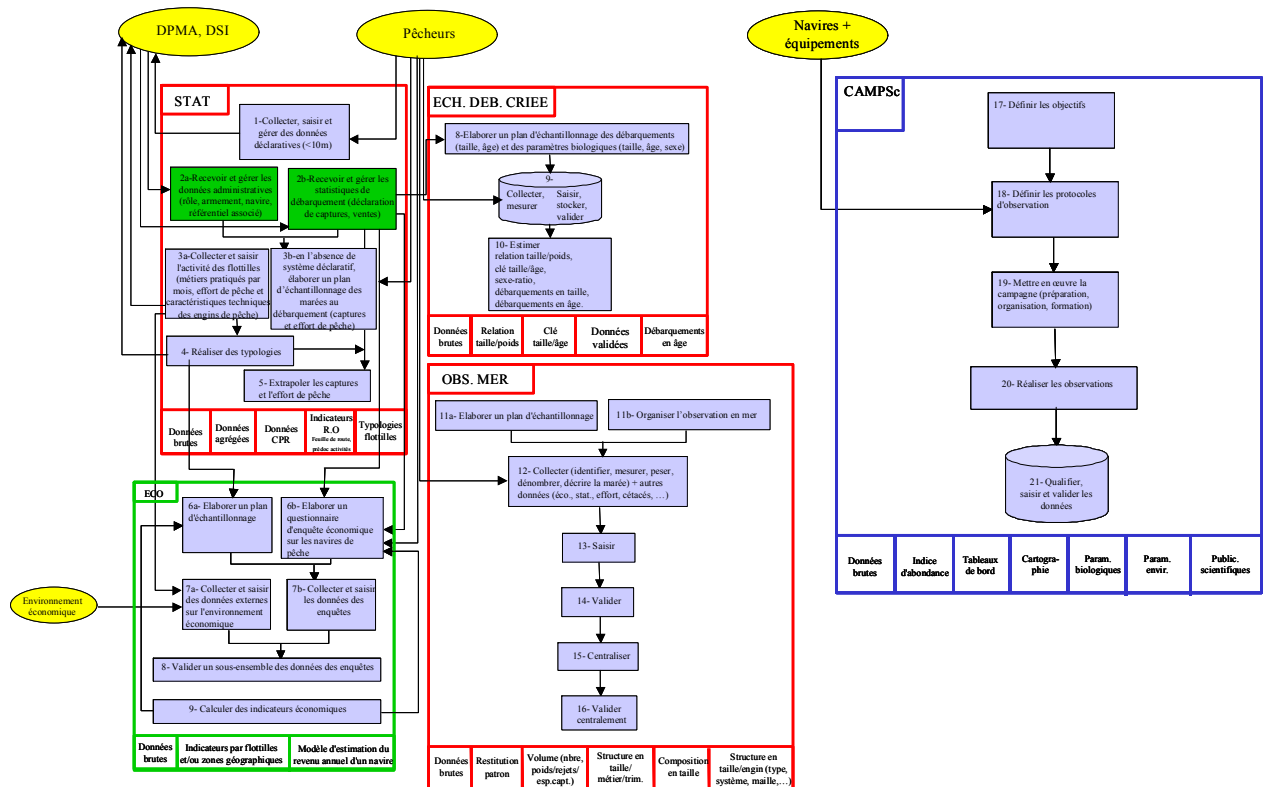 DPMA, DSI
Pêcheurs
Navires +
équipements
STAT
1-Collecter, saisir et
gérer des données
déclaratives (<10m)
2a-Recevoir et gérer les
données administratives
(rôle, armement, navire,
référentiel associé)
2b-Recevoir et gérer les
statistiques de
débarquement (déclaration
de captures, ventes)
3a-Collecter et saisir
l'activité des flottilles
(métiers pratiqués par
mois, effort de pêche et
caractéristiques techniques
des engins de pêche)
3b-en l'absence de
système déclaratif,
élaborer un plan
d'échantillonnage des
marées au
débarquement (captures
et effort de pêche)
4- Réaliser des typologies
5- Extrapoler les captures
et l'effort de pêche
Données
brutes
Données
agrégées
Données
CPR
Indicateurs
R.O
Feuille de route,
prédoc activités
Typologies
flottilles
ECO
6a- Elaborer un plan
d'échantillonnage
6b- Elaborer un
questionnaire
d'enquête économique
sur les navires de
pêche
7a- Collecter et saisir
des données externes
sur l'environnement
économique
7b- Collecter et saisir
les données des
enquêtes
8- Valider un sous-ensemble des données des enquêtes
9- Calculer des indicateurs économiques
Données
brutes
Indicateurs par flottilles
et/ou zones géographiques
Modèle d'estimation du
revenu annuel d'un navire
Environnement
économique
ECH. DEB. CRIEE
8-Elaborer un plan d'échantillonnage des débarquements
(taille, âge) et des paramètres biologiques (taille, âge, sexe)
9-
Collecter,
mesurer
Saisir,
stocker,
valider
10- Estimer
relation taille/poids,
clé taille/âge,
sexe-ratio,
débarquements en taille,
débarquements en âge.
Données
brutes
Relation
taille/poids
Clé
taille/âge
Données
validées
Débarquements
en âge
OBS. MER
11a- Elaborer un plan d'échantillonnage
11b- Organiser l'observation en mer
12- Collecter (identifier, mesurer, peser,
dénombrer, décrire la marée) + autres
données (éco., stat., effort, cétacés, …)
13- Saisir
14- Valider
15- Centraliser
16- Valider
centralement
Données
brutes
Restitution
patron
Volume (nbre,
poids/rejets/
esp.capt.)
Structure en
taille/
métier/trim.
Composition
en taille
Structure en
taille/engin (type,
système, maille,…)
CAMPSc
17- Définir les objectifs
18- Définir les protocoles
d'observation
19- Mettre en œuvre la
campagne (préparation,
organisation, formation)
20- Réaliser les observations
21- Qualifier,
saisir et valider les
données
Données
brutes
Indice
d'abondance
Tableaux
de bord
Cartogra-
phie
Param.
biologiques
Param.
envir.
Public.
scientifiques